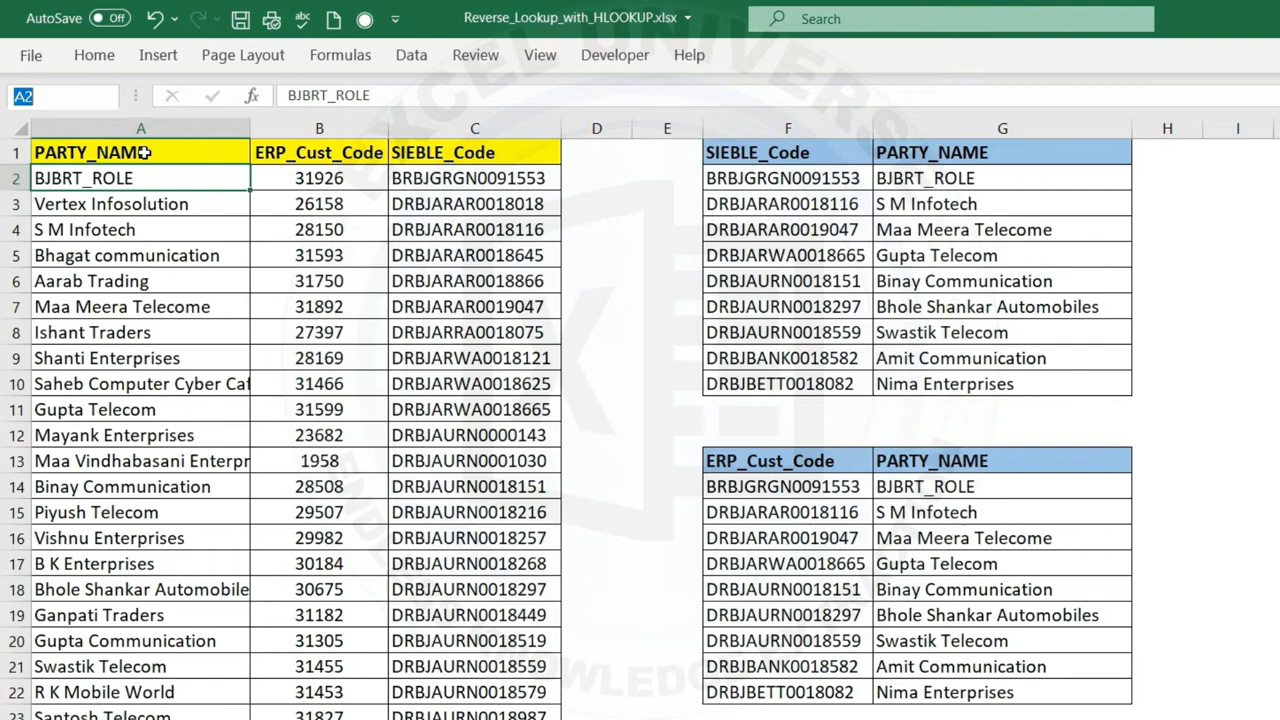 AutoSave Off abc Reverse_Lookup_with_HLOOKUP.xlsx Search
File Home Insert Page Layout Formulas Data Review View Developer Help
A2 fx BJBRT_ROLE
A B C D E F G H I
1 PARTY_NAME ERP_Cust_Code SIEBLE_Code SIEBLE_Code PARTY_NAME
2 BJBRT_ROLE 31926 BRBJGRGN0091553 BRBJGRGN0091553 BJBRT_ROLE
3 Vertex Infosolution 26158 DRBJARAR0018018 DRBJARAR0018116 S M Infotech
4 S M Infotech 28150 DRBJARAR0018116 DRBJARAR0019047 Maa Meera Telecome
5 Bhagat communication 31593 DRBJARAR0018645 DRBJARWA0018665 Gupta Telecom
6 Aarab Trading 31750 DRBJARAR0018866 DRBJAURN0018151 Binay Communication
7 Maa Meera Telecome 31892 DRBJARAR0019047 DRBJAURN0018297 Bhole Shankar Automobiles
8 Ishant Traders 27397 DRBJARRA0018075 DRBJAURN0018559 Swastik Telecom
9 Shanti Enterprises 28169 DRBJARWA0018121 DRBJBANK0018582 Amit Communication
10 Saheb Computer Cyber Caf 31466 DRBJARWA0018625 DRBJBETT0018082 Nima Enterprises
11 Gupta Telecom 31599 DRBJARWA0018665
12 Mayank Enterprises 23682 DRBJAURN0000143
13 Maa Vindhabasani Enterpr 1958 DRBJAURN0001030 ERP_Cust_Code PARTY_NAME
14 Binay Communication 28508 DRBJAURN0018151 BRBJGRGN0091553 BJBRT_ROLE
15 Piyush Telecom 29507 DRBJAURN0018216 DRBJARAR0018116 S M Infotech
16 Vishnu Enterprises 29982 DRBJAURN0018257 DRBJARAR0019047 Maa Meera Telecome
17 B K Enterprises 30184 DRBJAURN0018268 DRBJARWA0018665 Gupta Telecom
18 Bhole Shankar Automobile 30675 DRBJAURN0018297 DRBJAURN0018151 Binay Communication
19 Ganpati Traders 31182 DRBJAURN0018449 DRBJAURN0018297 Bhole Shankar Automobiles
20 Gupta Communication 31305 DRBJAURN0018519 DRBJAURN0018559 Swastik Telecom
21 Swastik Telecom 31455 DRBJAURN0018559 DRBJBANK0018582 Amit Communication
22 R K Mobile World 31453 DRBJAURN0018579 DRBJBETT0018082 Nima Enterprises
23 Santosh Telecom 31827 DRBJAURN0018987